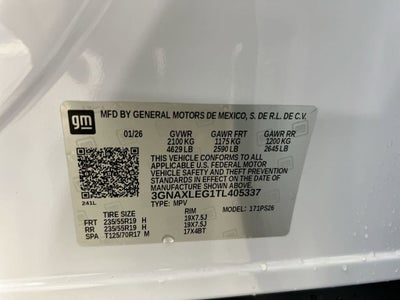 gm
MFD BY GENERAL MOTORS DE MEXICO, S. DE R.L. DE C.V.
01/26 GVWR GAWR FRT GAWR RR
2100 KG 1175 KG 1200 KG
4629 LB 2590 LB 2645 LB
THIS VEHICLE CONFORMS TO ALL
APPLICABLE U.S. FEDERAL MOTOR
VEHICLE SAFETY AND THEFT PREVENTION
STANDARDS IN EFFECT ON THE DATE OF
MANUFACTURE SHOWN ABOVE.
3GNAXLEG1TL405337
241L TYPE: MPV MODEL: 171PS26
TIRE SIZE RIM
FRT 235/55R19 H 19X7.5J
RR 235/55R19 H 19X7.5J
SPA T125/70R17 M 17X4BT